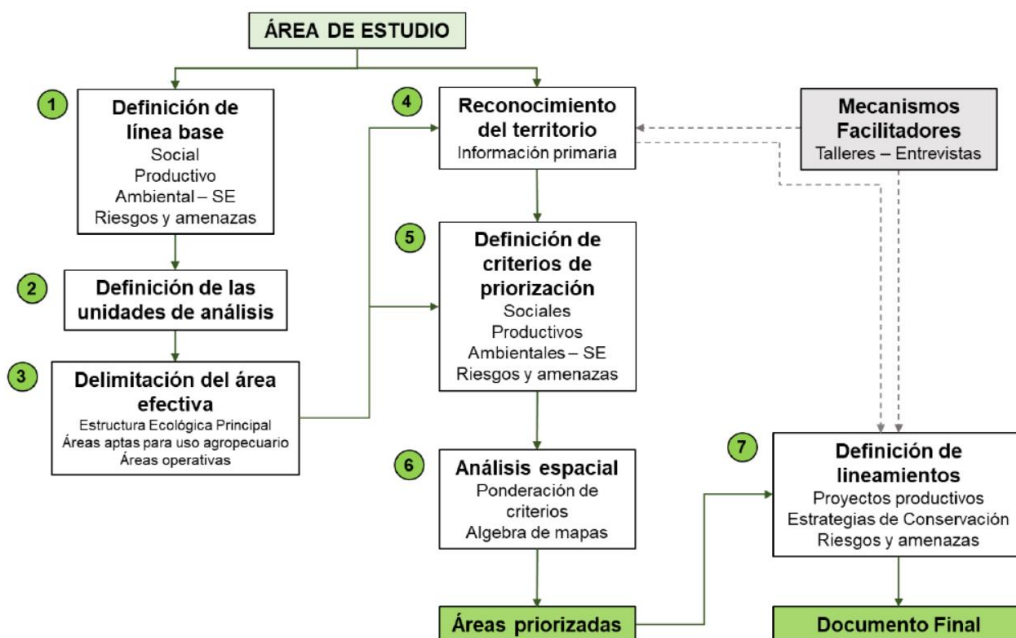 ÁREA DE ESTUDIO
1
Definición de
línea base
Social
Productivo
Ambiental – SE
Riesgos y amenazas
2
Definición de las
unidades de análisis
3
Delimitación del área
efectiva
Estructura Ecológica Principal
Áreas aptas para uso agropecuario
Áreas operativas
4
Reconocimiento
del territorio
Información primaria
Mecanismos
Facilitadores
Talleres – Entrevistas
5
Definición de
criterios de
priorización
Sociales
Productivos
Ambientales – SE
Riesgos y amenazas
6
Análisis espacial
Ponderación de
criterios
Algebra de mapas
Áreas priorizadas
7
Definición de
lineamientos
Proyectos productivos
Estrategias de Conservación
Riesgos y amenazas
Documento Final